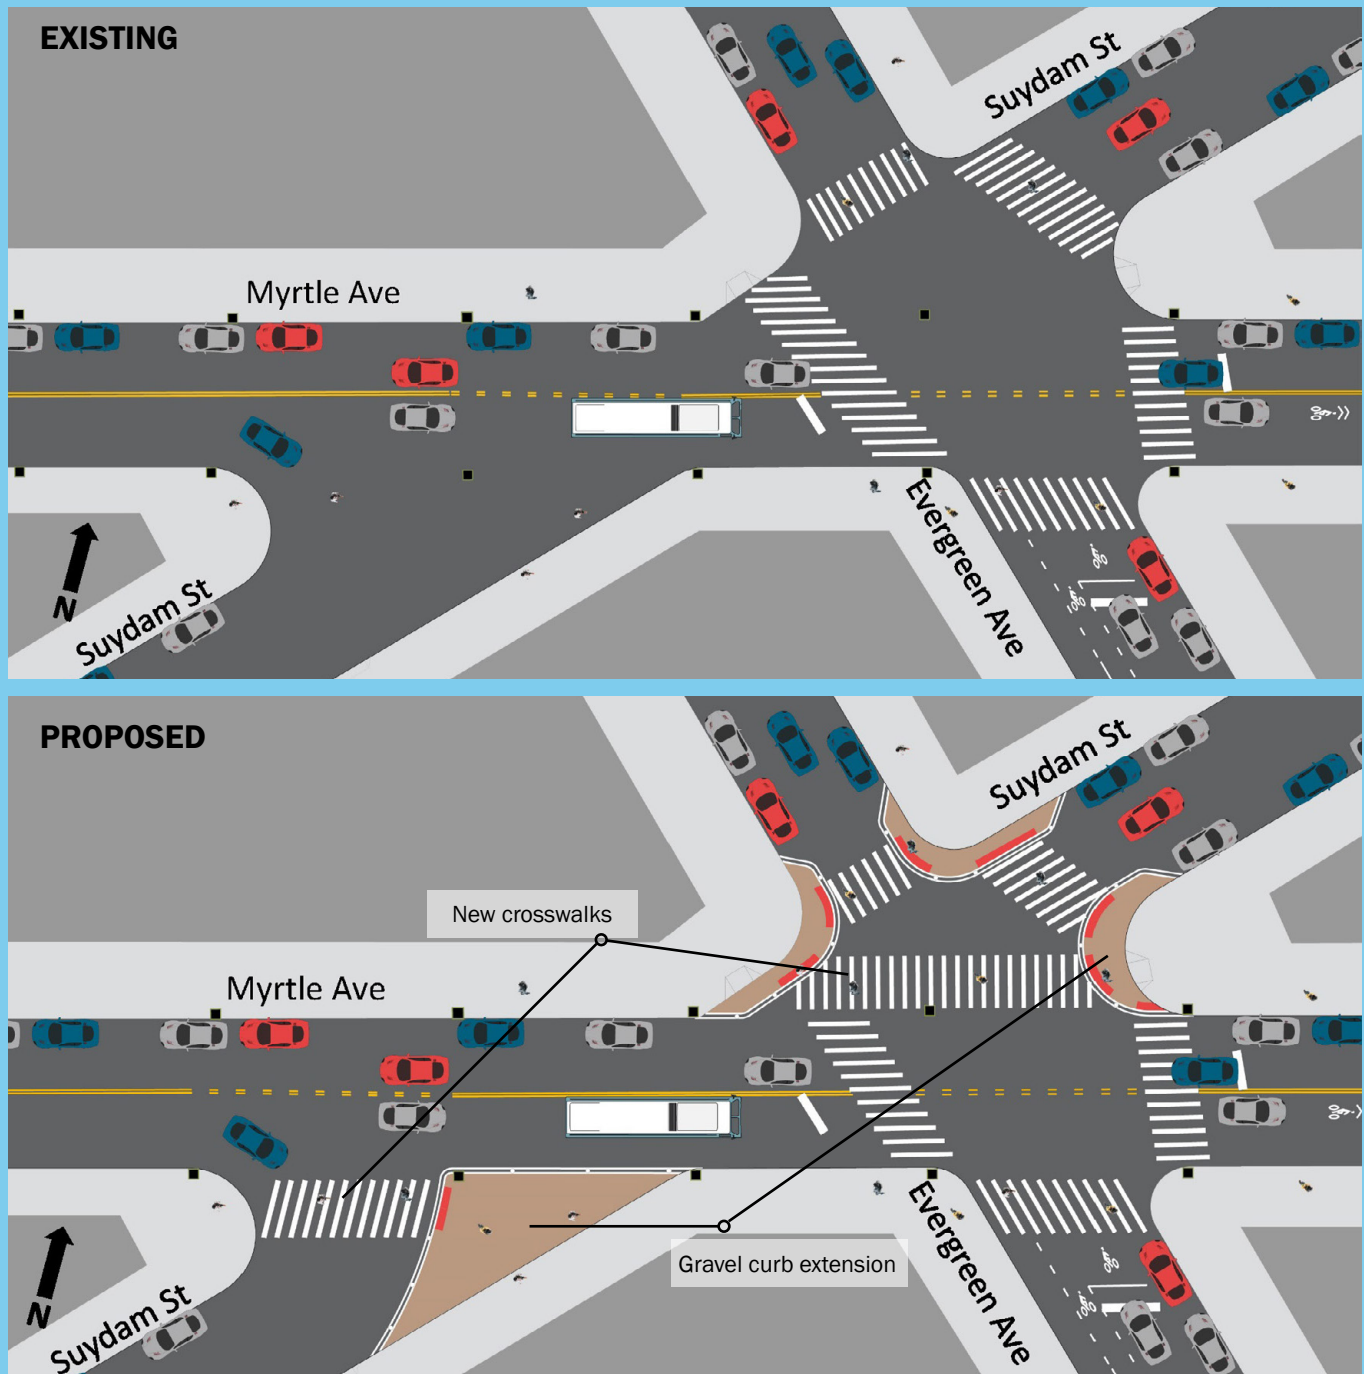 EXISTING
Suydam St
Myrtle Ave
Evergreen Ave
N
Suydam St
PROPOSED
Suydam St
New crosswalks
Myrtle Ave
Evergreen Ave
Gravel curb extension
N
Suydam St